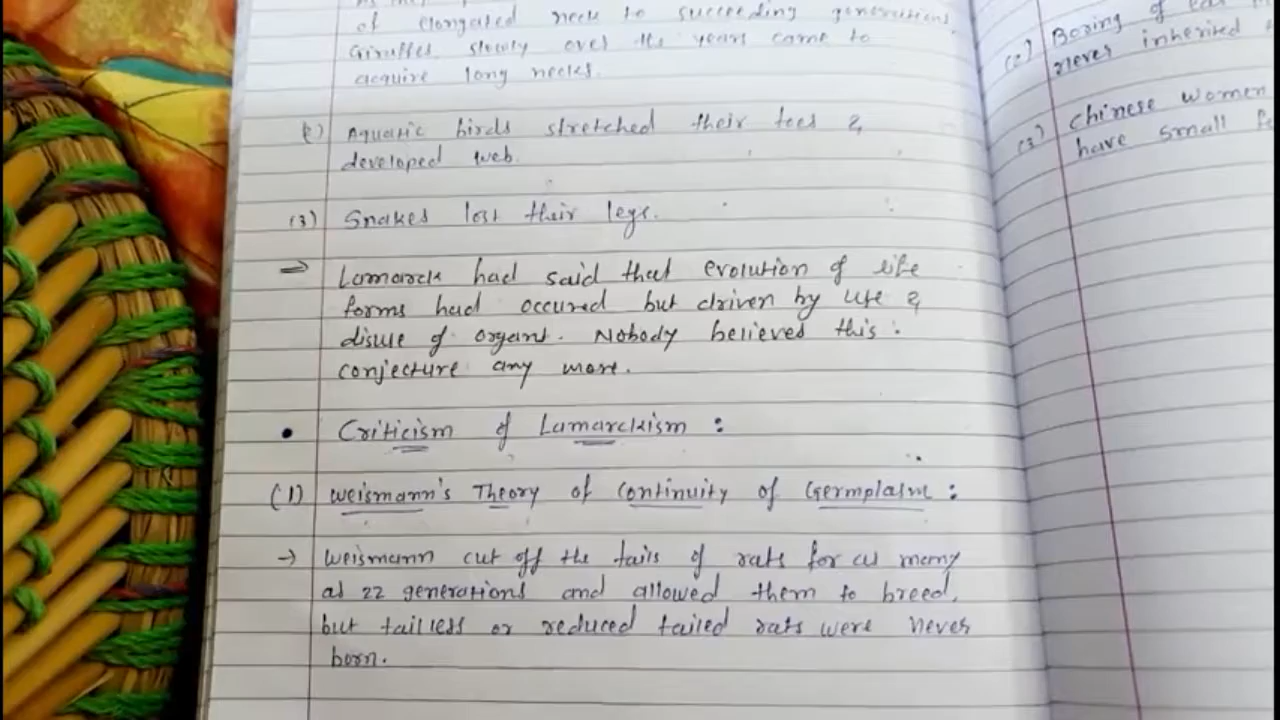 of elongated neck to succeeding generations
Giraffes slowly over the years came to
acquire long necks.
Aquatic birds stretched their toes &
developed web.
(3) Snakes lost their legs.
⇒ Lamarck had said that evolution of life
forms had occured but driven by use &
disuse of organs. Nobody believed this
conjecture any more.
• Criticism of Lamarckism :
(1) Weismann's Theory of Continuity of Germplasm :
→ Weismann cut off the tails of rats for as many
as 22 generations and allowed them to breed,
but tailless or reduced tailed rats were never
born.
(2) Boring of
never inherited
(3) Chinese women
have small